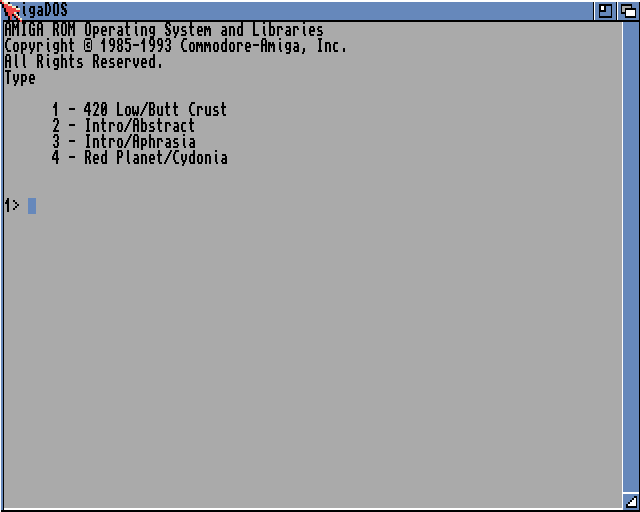 AmigaDOS
AMIGA ROM Operating System and Libraries
Copyright © 1985-1993 Commodore-Amiga, Inc.
All Rights Reserved.
Type
1 - 420 Low/Butt Crust
2 - Intro/Abstract
3 - Intro/Aphrasia
4 - Red Planet/Cydonia
1>